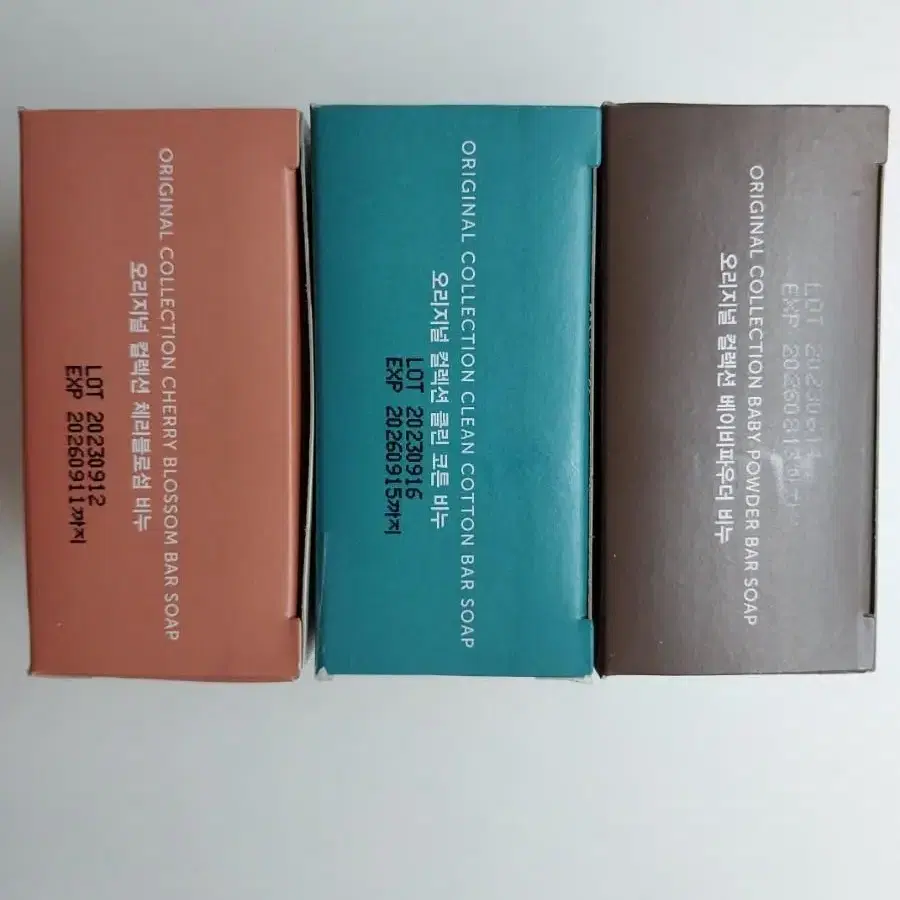 ORIGINAL COLLECTION CHERRY BLOSSOM BAR SOAP
오리지널 컬렉션 체리블로섬 비누
LOT 20230912
EXP 20260911까지
ORIGINAL COLLECTION CLEAN COTTON BAR SOAP
오리지널 컬렉션 클린 코튼 비누
LOT 20230916
EXP 20260915까지
LOT
EXP
ORIGINAL COLLECTION BABY POWDER BAR SOAP
오리지널 컬렉션 베이비파우더 비누